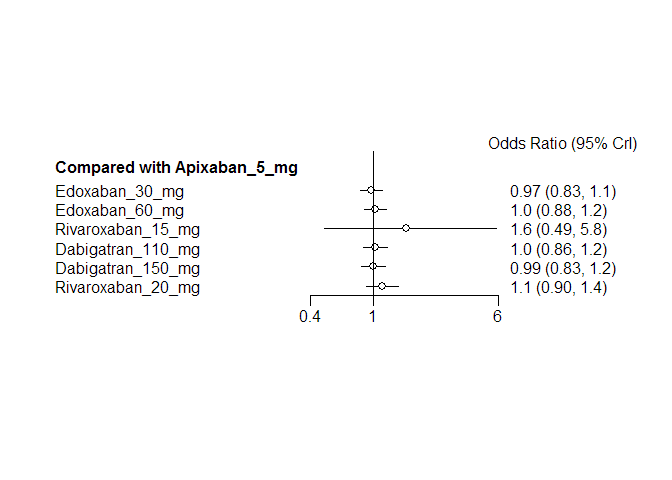 Odds Ratio (95% CrI)
Compared with Apixaban_5_mg
Edoxaban_30_mg 0.97 (0.83, 1.1)
Edoxaban_60_mg 1.0 (0.88, 1.2)
Rivaroxaban_15_mg 1.6 (0.49, 5.8)
Dabigatran_110_mg 1.0 (0.86, 1.2)
Dabigatran_150_mg 0.99 (0.83, 1.2)
Rivaroxaban_20_mg 1.1 (0.90, 1.4)
0.4 1 6